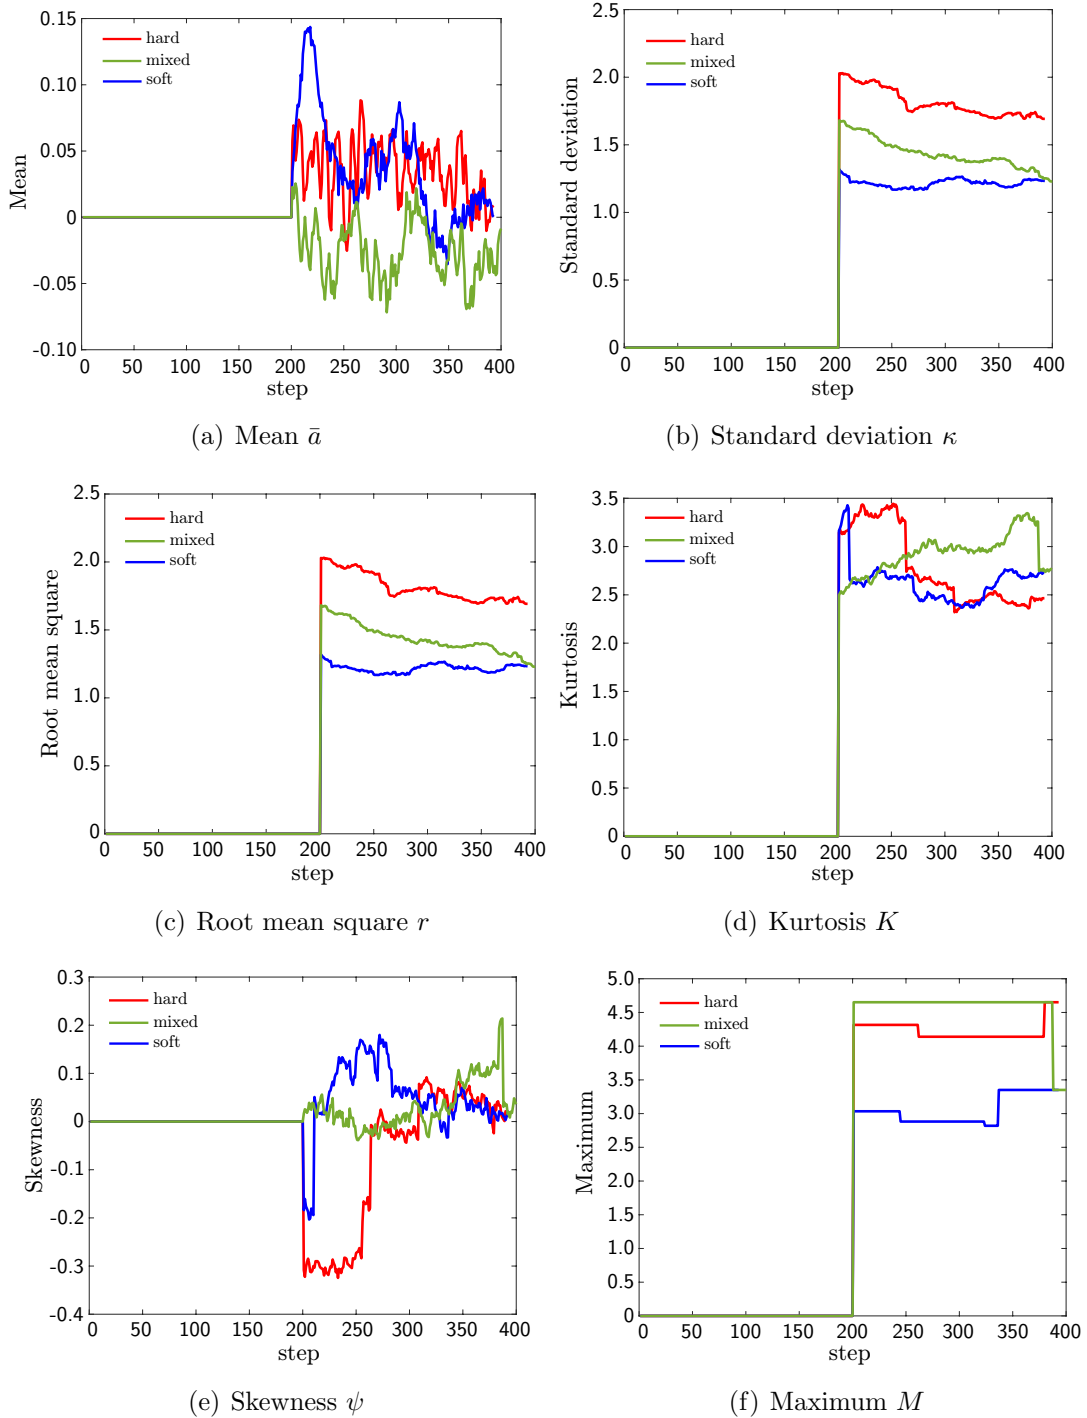 0.15
0.10
0.05
0
-0.05
-0.10
Mean
hard
mixed
soft
0 50 100 150 200 250 300 350 400
step
(a) Mean ā
2.5
2.0
1.5
1.0
0.5
0
Standard deviation
hard
mixed
soft
0 50 100 150 200 250 300 350 400
step
(b) Standard deviation κ
2.5
2.0
1.5
1.0
0.5
0
Root mean square
hard
mixed
soft
0 50 100 150 200 250 300 350 400
step
(c) Root mean square r
3.5
3.0
2.5
2.0
1.5
1.0
0.5
0
Kurtosis
hard
mixed
soft
0 50 100 150 200 250 300 350 400
step
(d) Kurtosis K
0.3
0.2
0.1
0
-0.1
-0.2
-0.3
-0.4
Skewness
hard
mixed
soft
0 50 100 150 200 250 300 350 400
step
(e) Skewness ψ
5.0
4.5
4.0
3.5
3.0
2.5
2.0
1.5
1.0
0.5
0
Maximum
hard
mixed
soft
0 50 100 150 200 250 300 350 400
step
(f) Maximum M